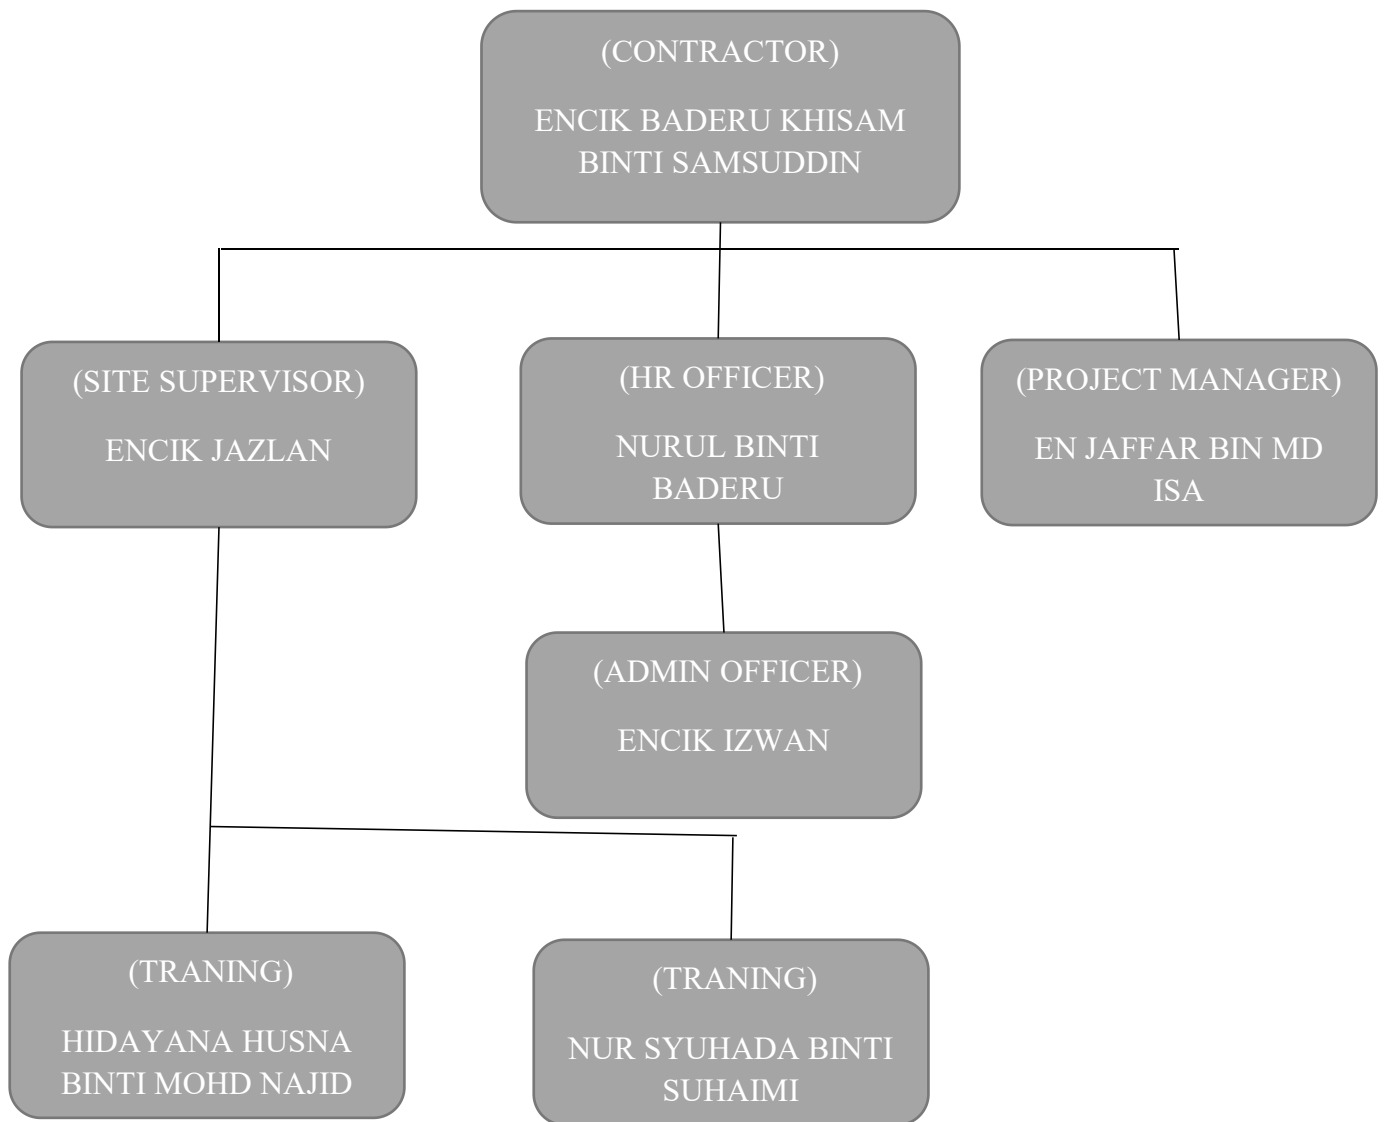 (CONTRACTOR)
ENCIK BADERU KHISAM
BINTI SAMSUDDIN
(SITE SUPERVISOR)
ENCIK JAZLAN
(HR OFFICER)
NURUL BINTI
BADERU
(PROJECT MANAGER)
EN JAFFAR BIN MD
ISA
(ADMIN OFFICER)
ENCIK IZWAN
(TRANING)
HIDAYANA HUSNA
BINTI MOHD NAJID
(TRANING)
NUR SYUHADA BINTI
SUHAIMI